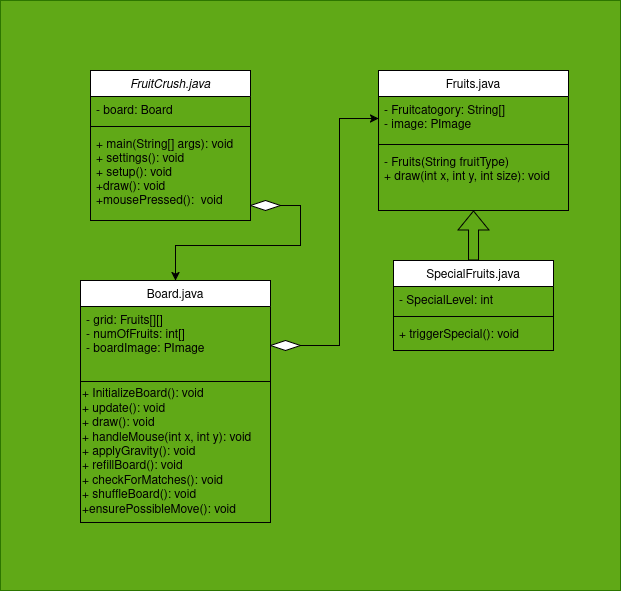 FruitCrush.java
- board: Board
+ main(String[] args): void
+ settings(): void
+ setup(): void
+draw(): void
+mousePressed():  void
Fruits.java
- Fruitcatogory: String[]
- image: PImage
- Fruits(String fruitType)
+ draw(int x, int y, int size): void
SpecialFruits.java
- SpecialLevel: int
+ triggerSpecial(): void
Board.java
- grid: Fruits[][]
- numOfFruits: int[]
- boardImage: PImage
+ InitializeBoard(): void
+ update(): void
+ draw(): void
+ handleMouse(int x, int y): void
+ applyGravity(): void
+ refillBoard(): void
+ checkForMatches(): void
+ shuffleBoard(): void
+ensurePossibleMove(): void